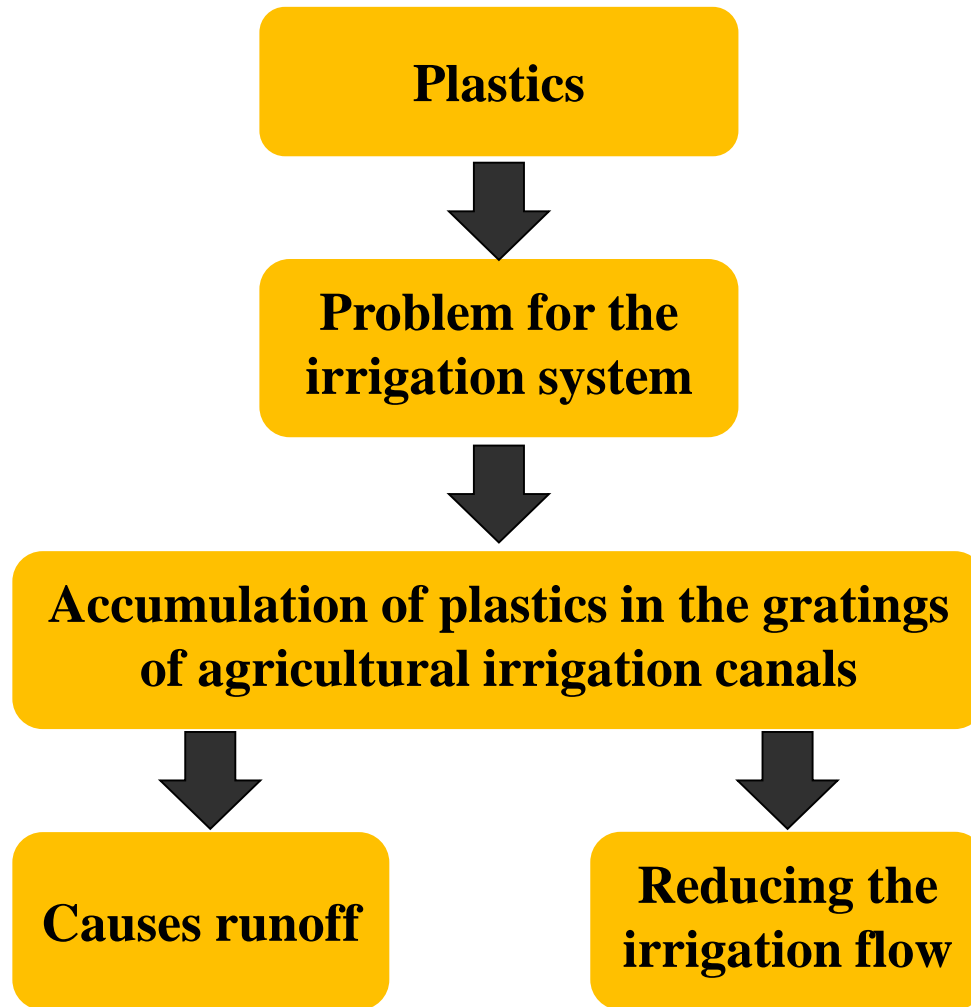 Plastics
Problem for the
irrigation system
Accumulation of plastics in the gratings
of agricultural irrigation canals
Causes runoff
Reducing the
irrigation flow